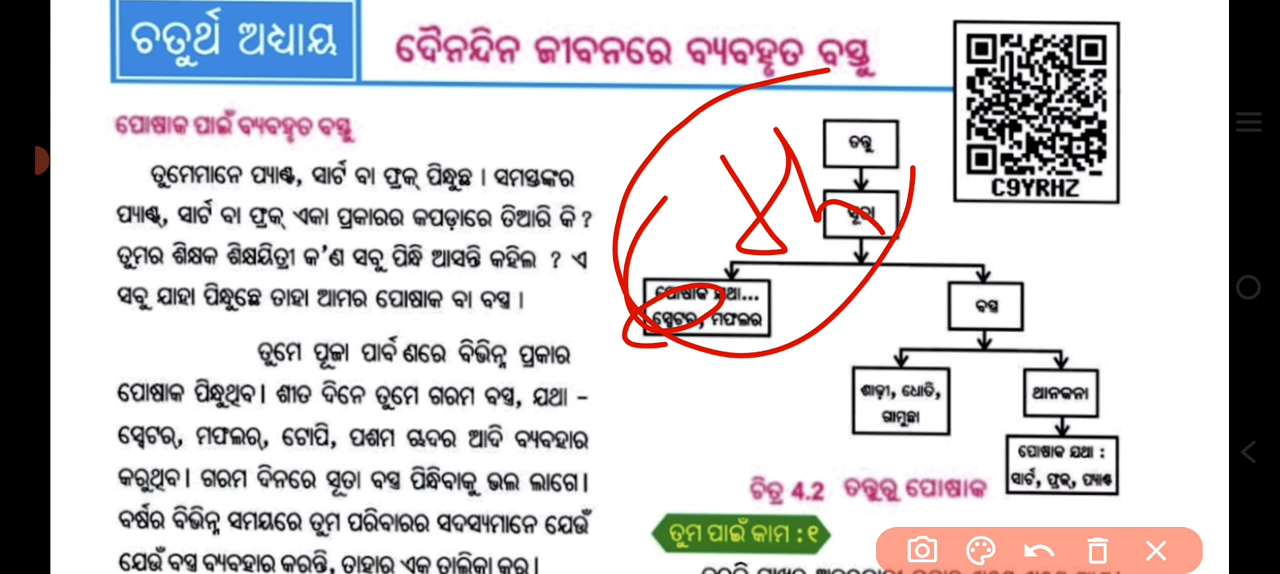 ଚତୁର୍ଥ ଅଧ୍ୟାୟ
ଦୈନନ୍ଦିନ ଜୀବନରେ ବ୍ୟବହୃତ ବସ୍ତୁ
C9YRHZ
ପୋଷାକ ପାଇଁ ବ୍ୟବହୃତ ବସ୍ତୁ
ତୁମେମାନେ ପ୍ୟାଣ୍ଟ, ସାର୍ଟ ବା ଫ୍ରକ୍ ପିନ୍ଧୁଛ । ସମସ୍ତଙ୍କର
ପ୍ୟାଣ୍ଟ, ସାର୍ଟ ବା ଫ୍ରକ୍ ଏକା ପ୍ରକାରର କପଡ଼ାରେ ତିଆରି କି ?
ତୁମର ଶିକ୍ଷକ ଶିକ୍ଷୟିତ୍ରୀ କ'ଣ ସବୁ ପିନ୍ଧି ଆସନ୍ତି କହିଲ ? ଏ
ସବୁ ଯାହା ପିନ୍ଧୁଛେ ତାହା ଆମର ପୋଷାକ ବା ବସ୍ତ୍ର ।
ତୁମେ ପୂଜା ପାର୍ବଣରେ ବିଭିନ୍ନ ପ୍ରକାର
ପୋଷାକ ପିନ୍ଧୁଥିବ। ଶୀତ ଦିନେ ତୁମେ ଗରମ ବସ୍ତ୍ର, ଯଥା -
ସ୍ୱେଟର, ମଫଲର, ଟୋପି, ପଶମ ଚଦର ଆଦି ବ୍ୟବହାର
କରୁଥିବ। ଗରମ ଦିନରେ ସୂତା ବସ୍ତ୍ର ପିନ୍ଧିବାକୁ ଭଲ ଲାଗେ।
ବର୍ଷର ବିଭିନ୍ନ ସମୟରେ ତୁମ ପରିବାରର ସଦସ୍ୟମାନେ ଯେଉଁ
ଯେଉଁ ବସ୍ତ୍ର ବ୍ୟବହାର କରନ୍ତି, ତାହାର ଏକ ତାଲିକା କର।
ତନ୍ତୁ
ସୂତା
ପୋଷାକ ଯଥା...
ସ୍ୱେଟର, ମଫଲର
ବସ୍ତ୍ର
ଶାଢ଼ୀ, ଧୋତି,
ଗାମୁଛା
ଥାନକନା
ପୋଷାକ ଯଥା :
ସାର୍ଟ, ଫ୍ରକ୍, ପ୍ୟାଣ୍ଟ
ଚିତ୍ର 4.2 ତନ୍ତୁରୁ ପୋଷାକ
ତୁମ ପାଇଁ କାମ : ୧